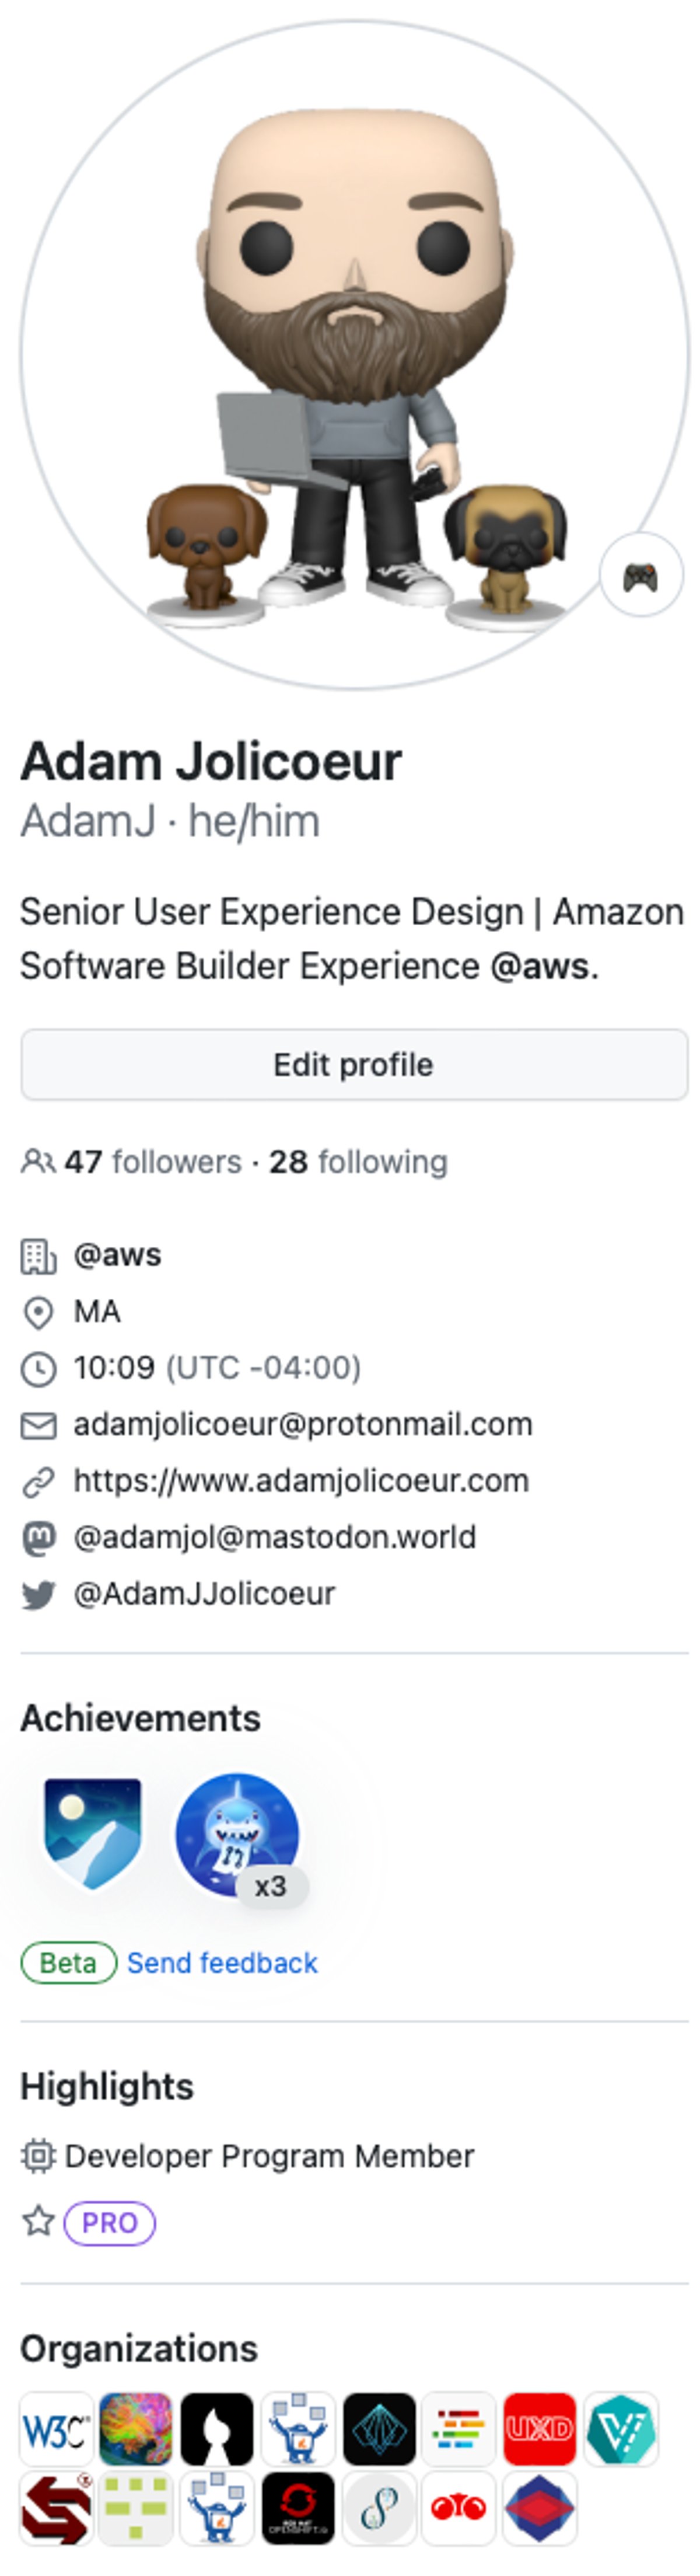 Adam Jolicoeur
AdamJ · he/him
Senior User Experience Design | Amazon
Software Builder Experience @aws.
Edit profile
47 followers · 28 following
@aws
MA
10:09 (UTC -04:00)
adamjolicoeur@protonmail.com
https://www.adamjolicoeur.com
@adamjol@mastodon.world
@AdamJJolicoeur
Achievements
x3
Beta Send feedback
Highlights
Developer Program Member
PRO
Organizations
W3C UXD
OPENSHIFT.io